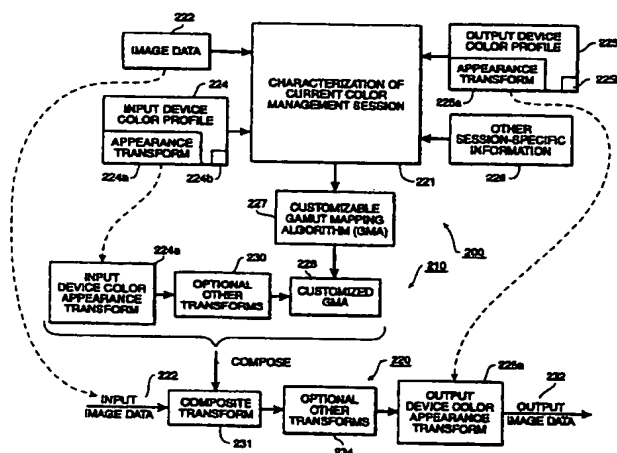 222
IMAGE DATA
224
INPUT DEVICE
COLOR PROFILE
APPEARANCE
TRANSFORM
224a
224b
CHARACTERIZATION OF
CURRENT COLOR
MANAGEMENT SESSION
221
OUTPUT DEVICE
COLOR PROFILE
225
APPEARANCE
TRANSFORM
225a
OTHER
SESSION-SPECIFIC
INFORMATION
226
227
CUSTOMIZABLE
GAMUT MAPPING
ALGORITHM (GMA)
200
210
224a
INPUT
DEVICE COLOR
APPEARANCE
TRANSFORM
230
OPTIONAL
OTHER
TRANSFORMS
228
CUSTOMIZED
GMA
COMPOSE
220
222
INPUT
IMAGE DATA
COMPOSITE
TRANSFORM
231
OPTIONAL
OTHER
TRANSFORMS
234
225a
OUTPUT
DEVICE COLOR
APPEARANCE
TRANSFORM
232
OUTPUT
IMAGE DATA